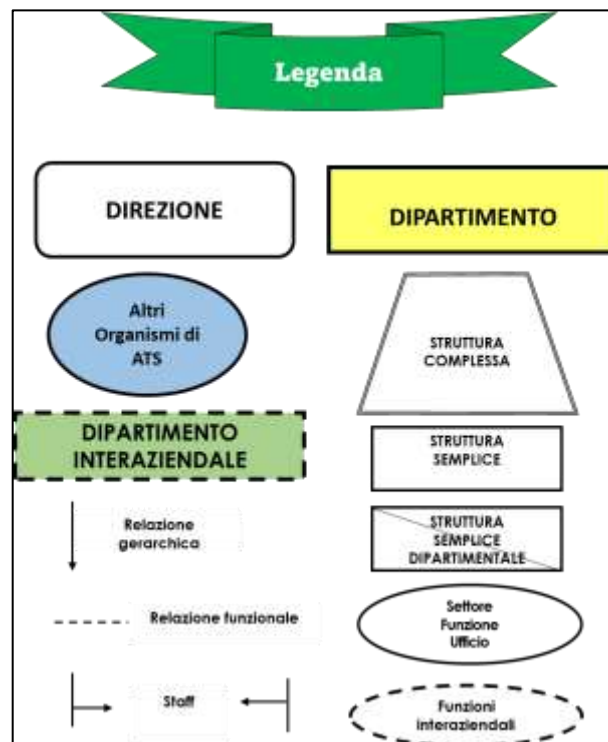 Legenda
DIREZIONE
DIPARTIMENTO
Altri
Organismi di
ATS
STRUTTURA
COMPLESSA
DIPARTIMENTO
INTERAZIENDALE
STRUTTURA
SEMPLICE
Relazione
gerarchica
STRUTTURA
SEMPLICE
DIPARTIMENTALE
Relazione funzionale
Settore
Funzione
Ufficio
Staff
Funzioni
interaziendali